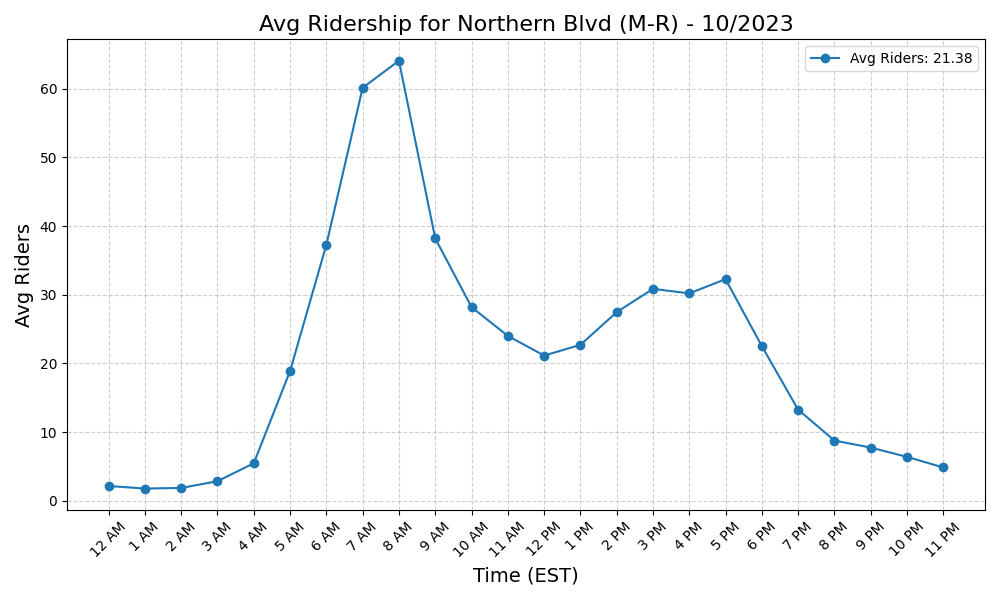 Avg Ridership for Northern Blvd (M-R) - 10/2023
Avg Riders: 21.38
Avg Riders
60
50
40
30
20
10
0
12 AM
1 AM
2 AM
3 AM
4 AM
5 AM
6 AM
7 AM
8 AM
9 AM
10 AM
11 AM
12 PM
1 PM
2 PM
3 PM
4 PM
5 PM
6 PM
7 PM
8 PM
9 PM
10 PM
11 PM
Time (EST)